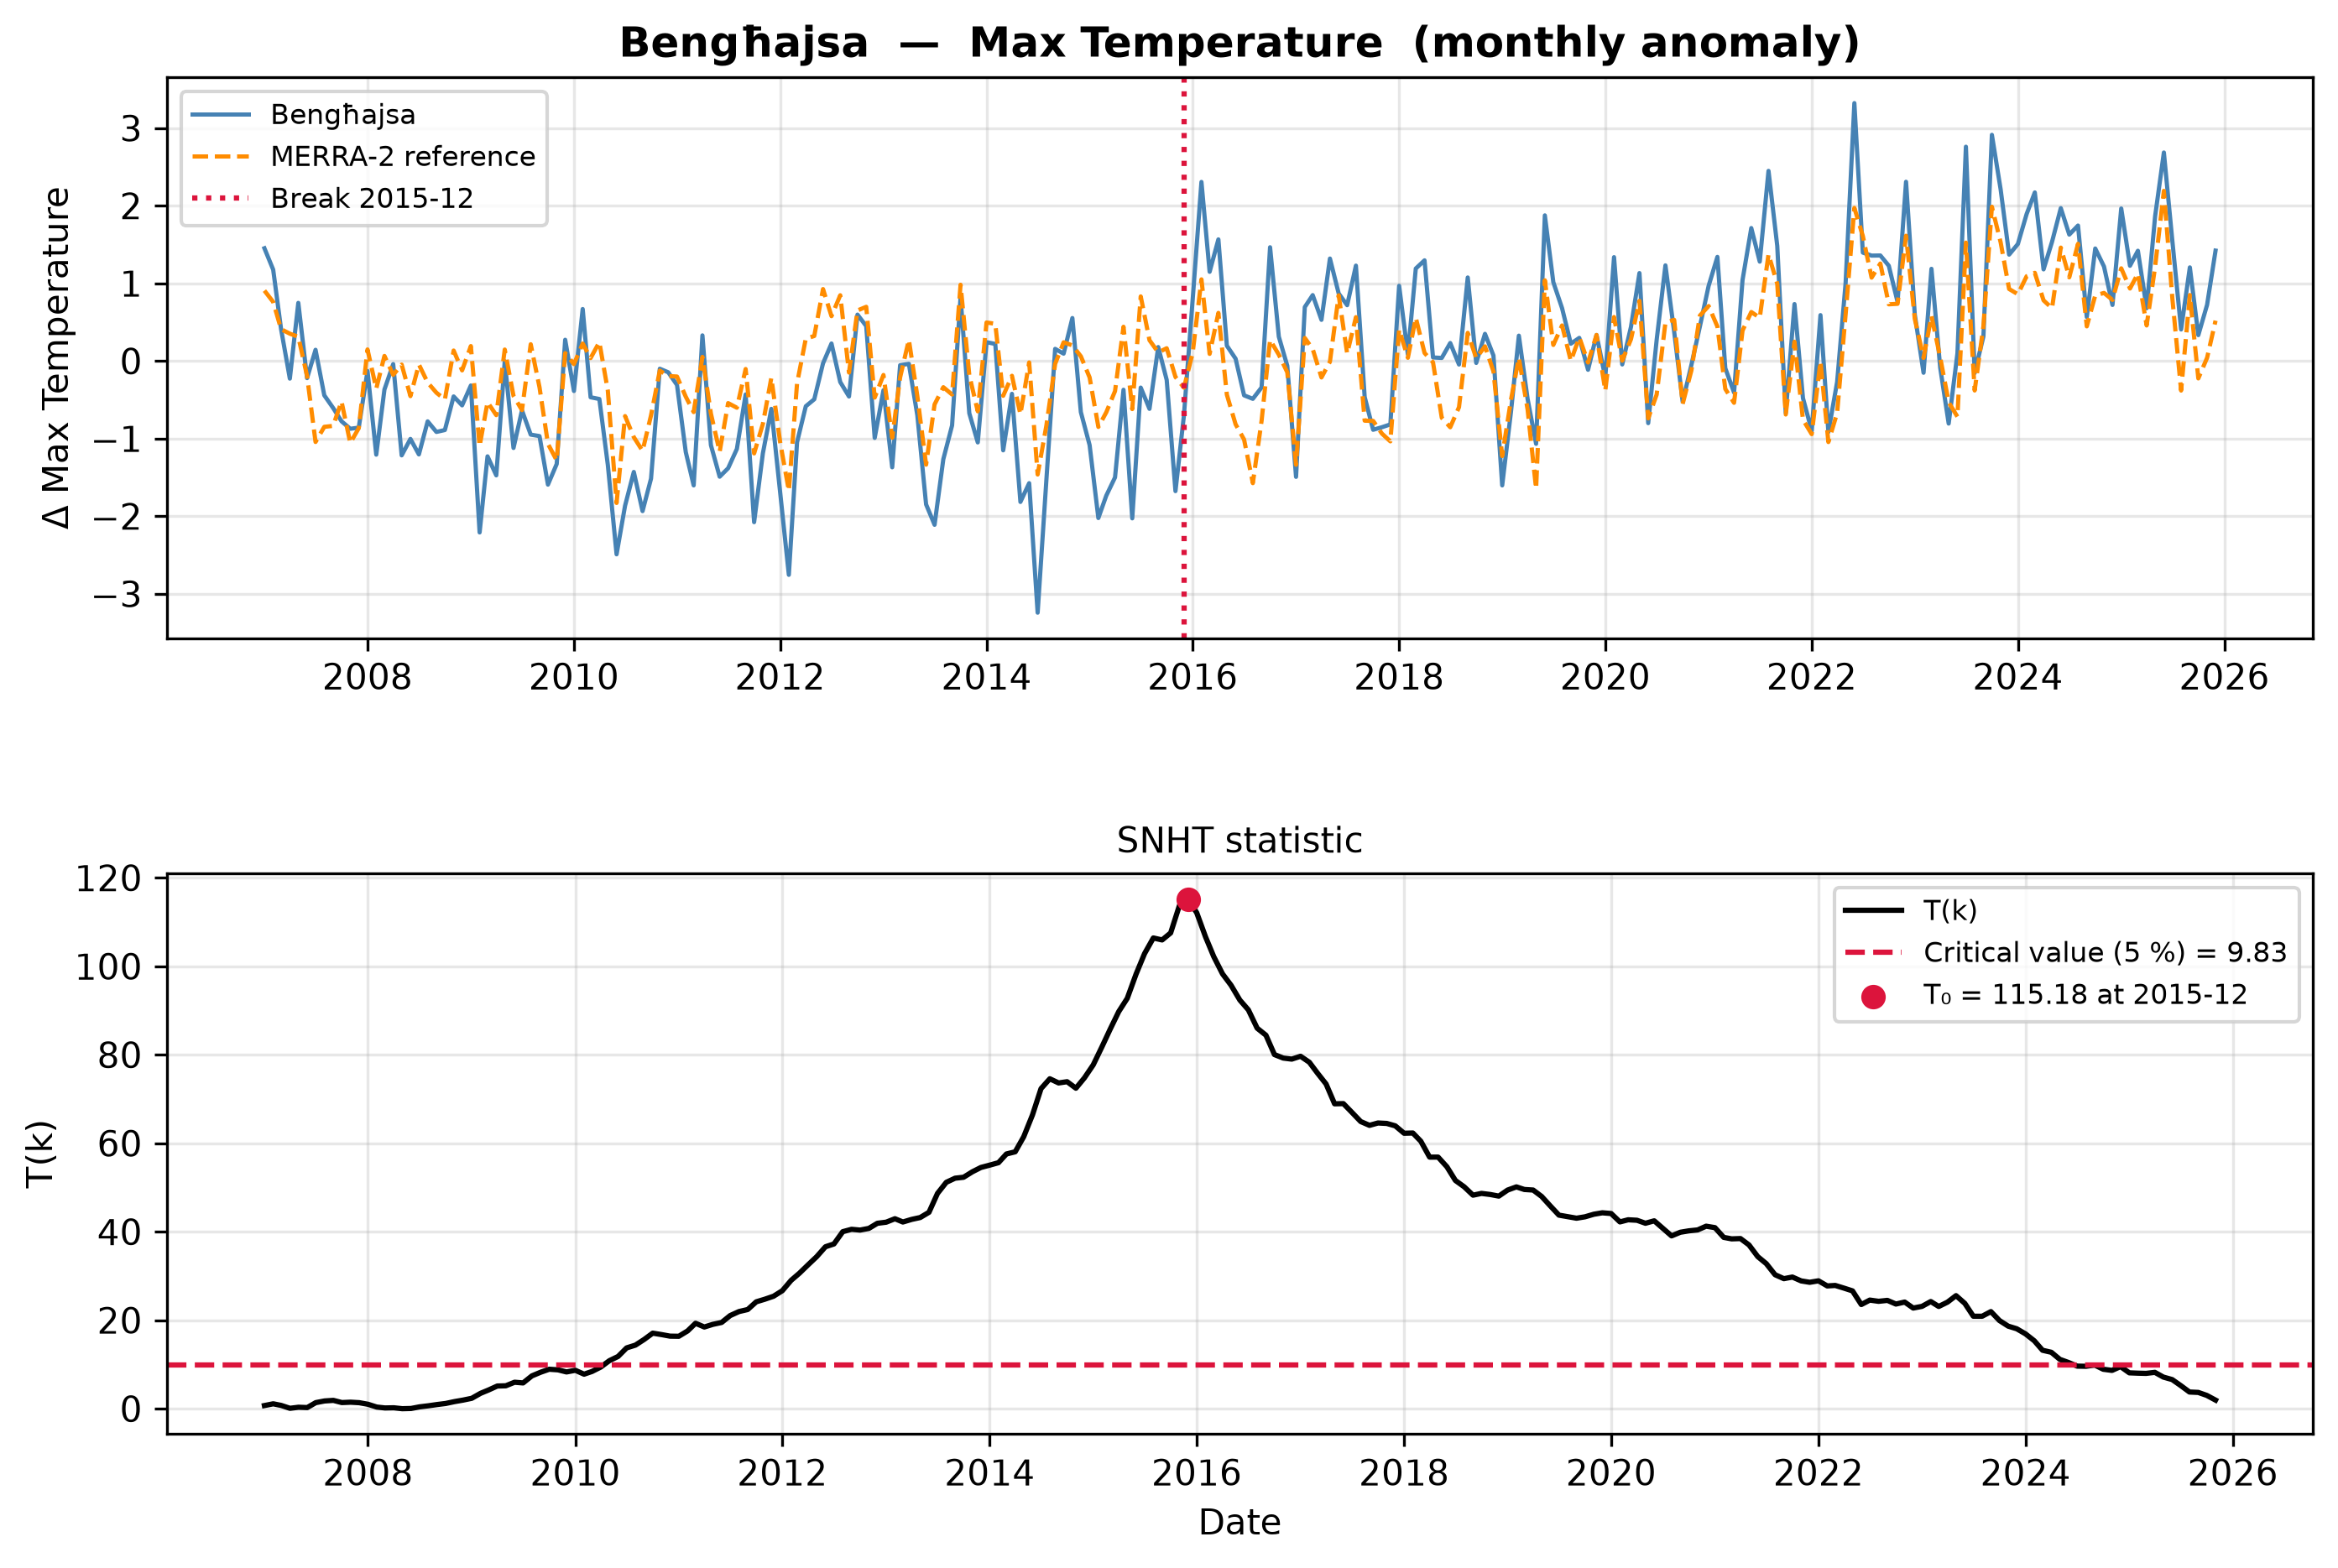 Bengħajsa — Max Temperature (monthly anomaly)
Bengħajsa
MERRA-2 reference
Break 2015-12
Δ Max Temperature
3
2
1
0
−1
−2
−3
2008 2010 2012 2014 2016 2018 2020 2022 2024 2026
SNHT statistic
T(k)
Critical value (5 %) = 9.83
T₀ = 115.18 at 2015-12
T(k)
120
100
80
60
40
20
0
2008 2010 2012 2014 2016 2018 2020 2022 2024 2026
Date